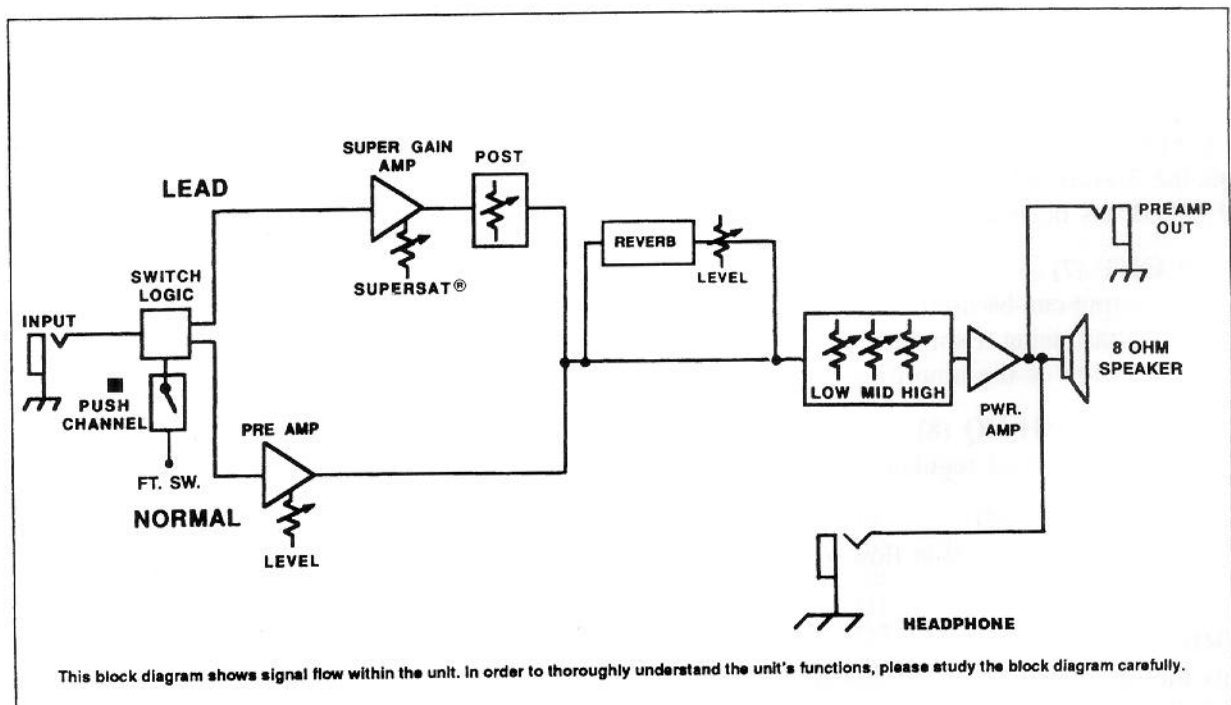 SUPER GAIN
AMP
POST
LEAD
SUPERSAT®
REVERB
LEVEL
PREAMP
OUT
SWITCH
LOGIC
INPUT
PUSH
CHANNEL
FT. SW.
NORMAL
PRE AMP
LEVEL
LOW MID HIGH
PWR.
AMP
8 OHM
SPEAKER
HEADPHONE
This block diagram shows signal flow within the unit. In order to thoroughly understand the unit's functions, please study the block diagram carefully.